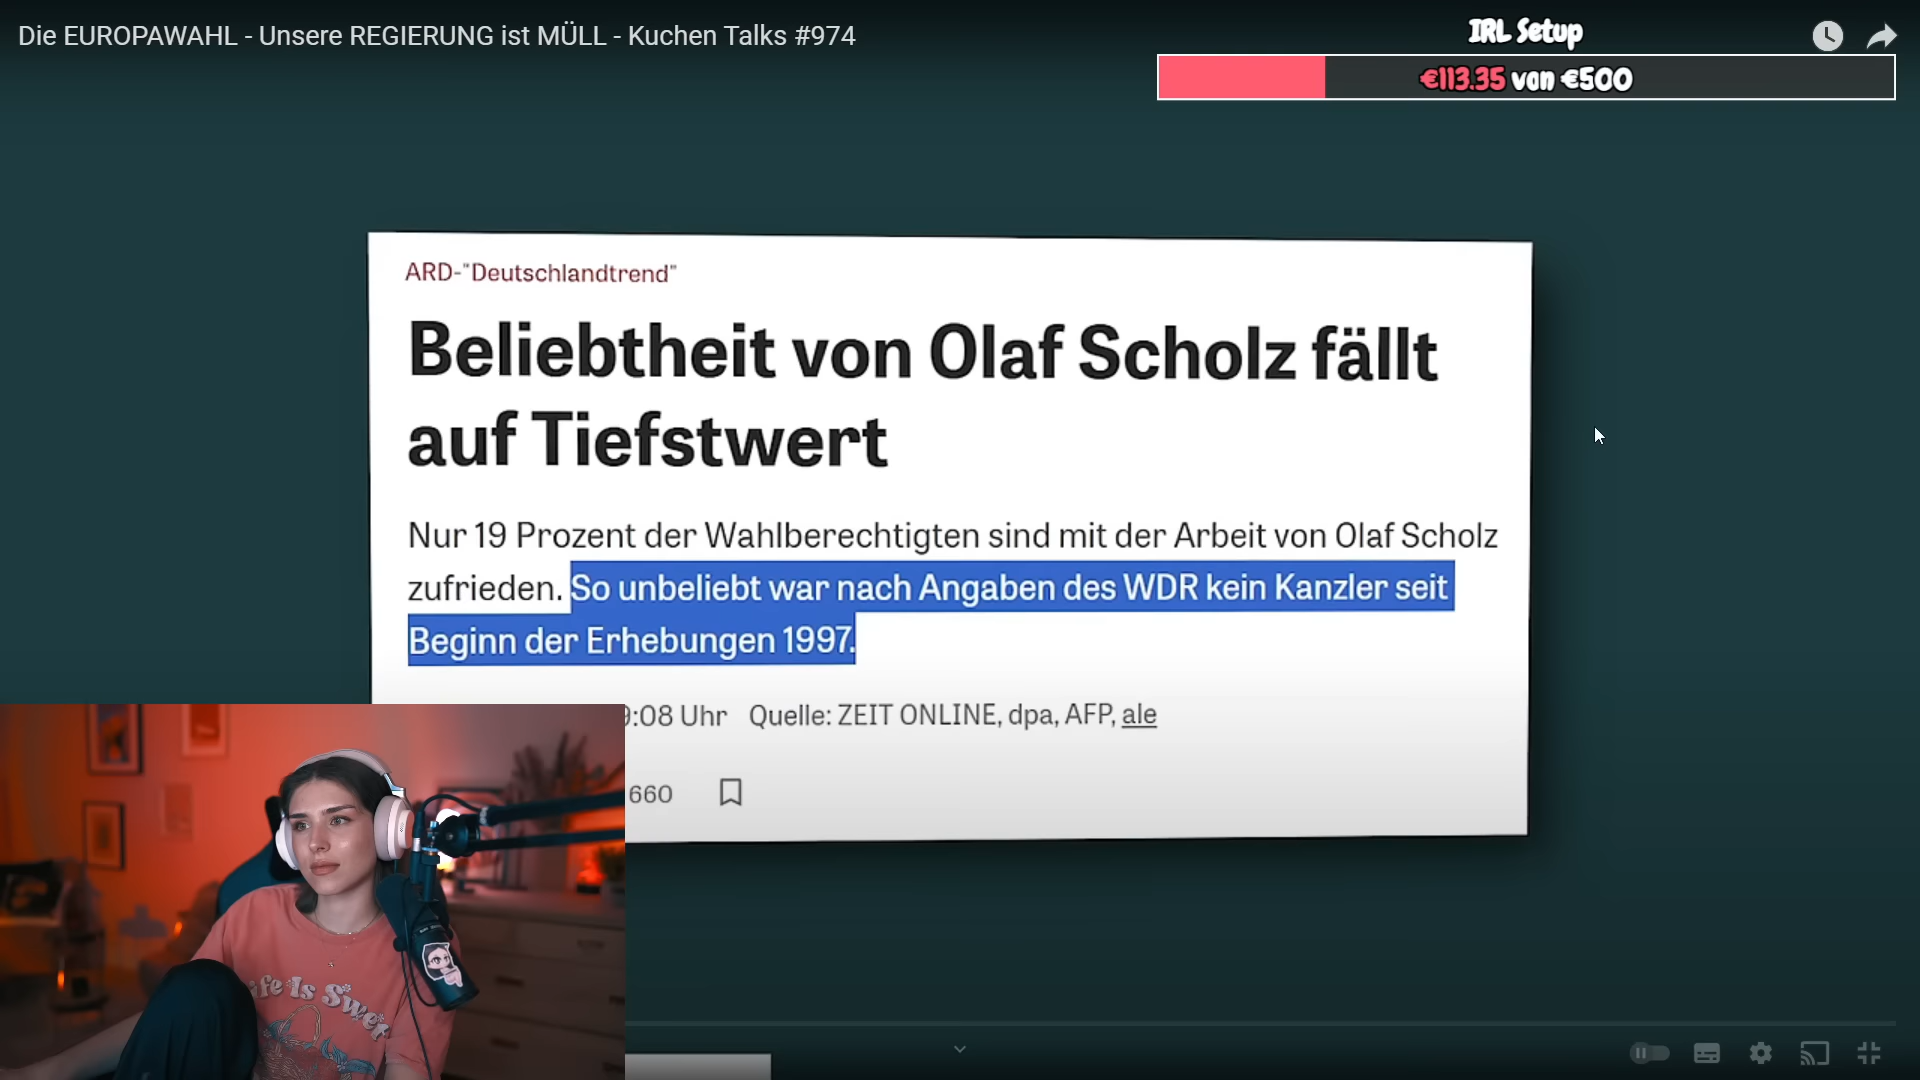 Die EUROPAWAHL - Unsere REGIERUNG ist MÜLL - Kuchen Talks #974
IRL Setup
€113.35 von €500
ARD-"Deutschlandtrend"
Beliebtheit von Olaf Scholz fällt
auf Tiefstwert
Nur 19 Prozent der Wahlberechtigten sind mit der Arbeit von Olaf Scholz
zufrieden. So unbeliebt war nach Angaben des WDR kein Kanzler seit
Beginn der Erhebungen 1997.
:08 Uhr Quelle: ZEIT ONLINE, dpa, AFP, ale
660
ife Is Sweet